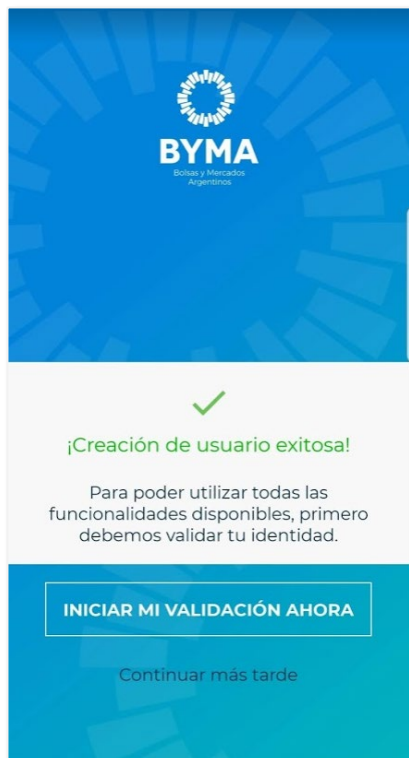 BYMA
Bolsas y Mercados
Argentinos
¡Creación de usuario exitosa!
Para poder utilizar todas las
funcionalidades disponibles, primero
debemos validar tu identidad.
INICIAR MI VALIDACIÓN AHORA
Continuar más tarde